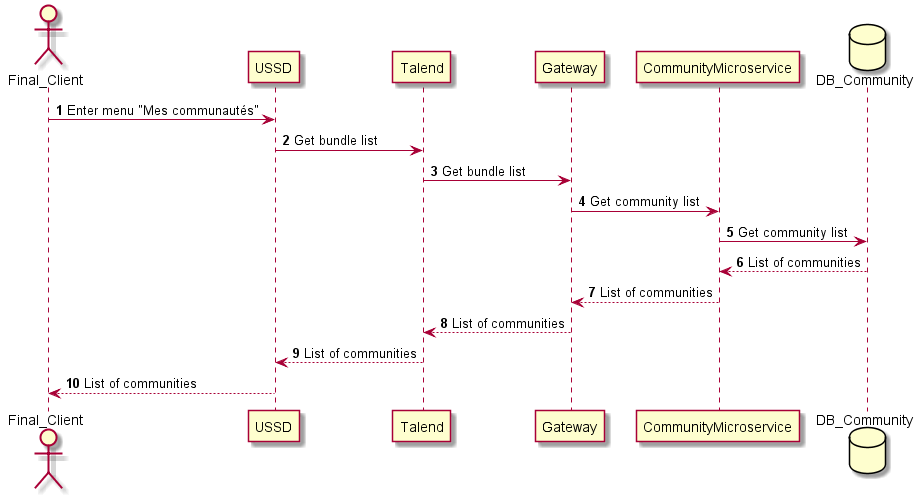 Final_Client
USSD
Talend
Gateway
CommunityMicroservice
DB_Community
1 Enter menu "Mes communautés"
2 Get bundle list
3 Get bundle list
4 Get community list
5 Get community list
6 List of communities
7 List of communities
8 List of communities
9 List of communities
10 List of communities
Final_Client
USSD
Talend
Gateway
CommunityMicroservice
DB_Community